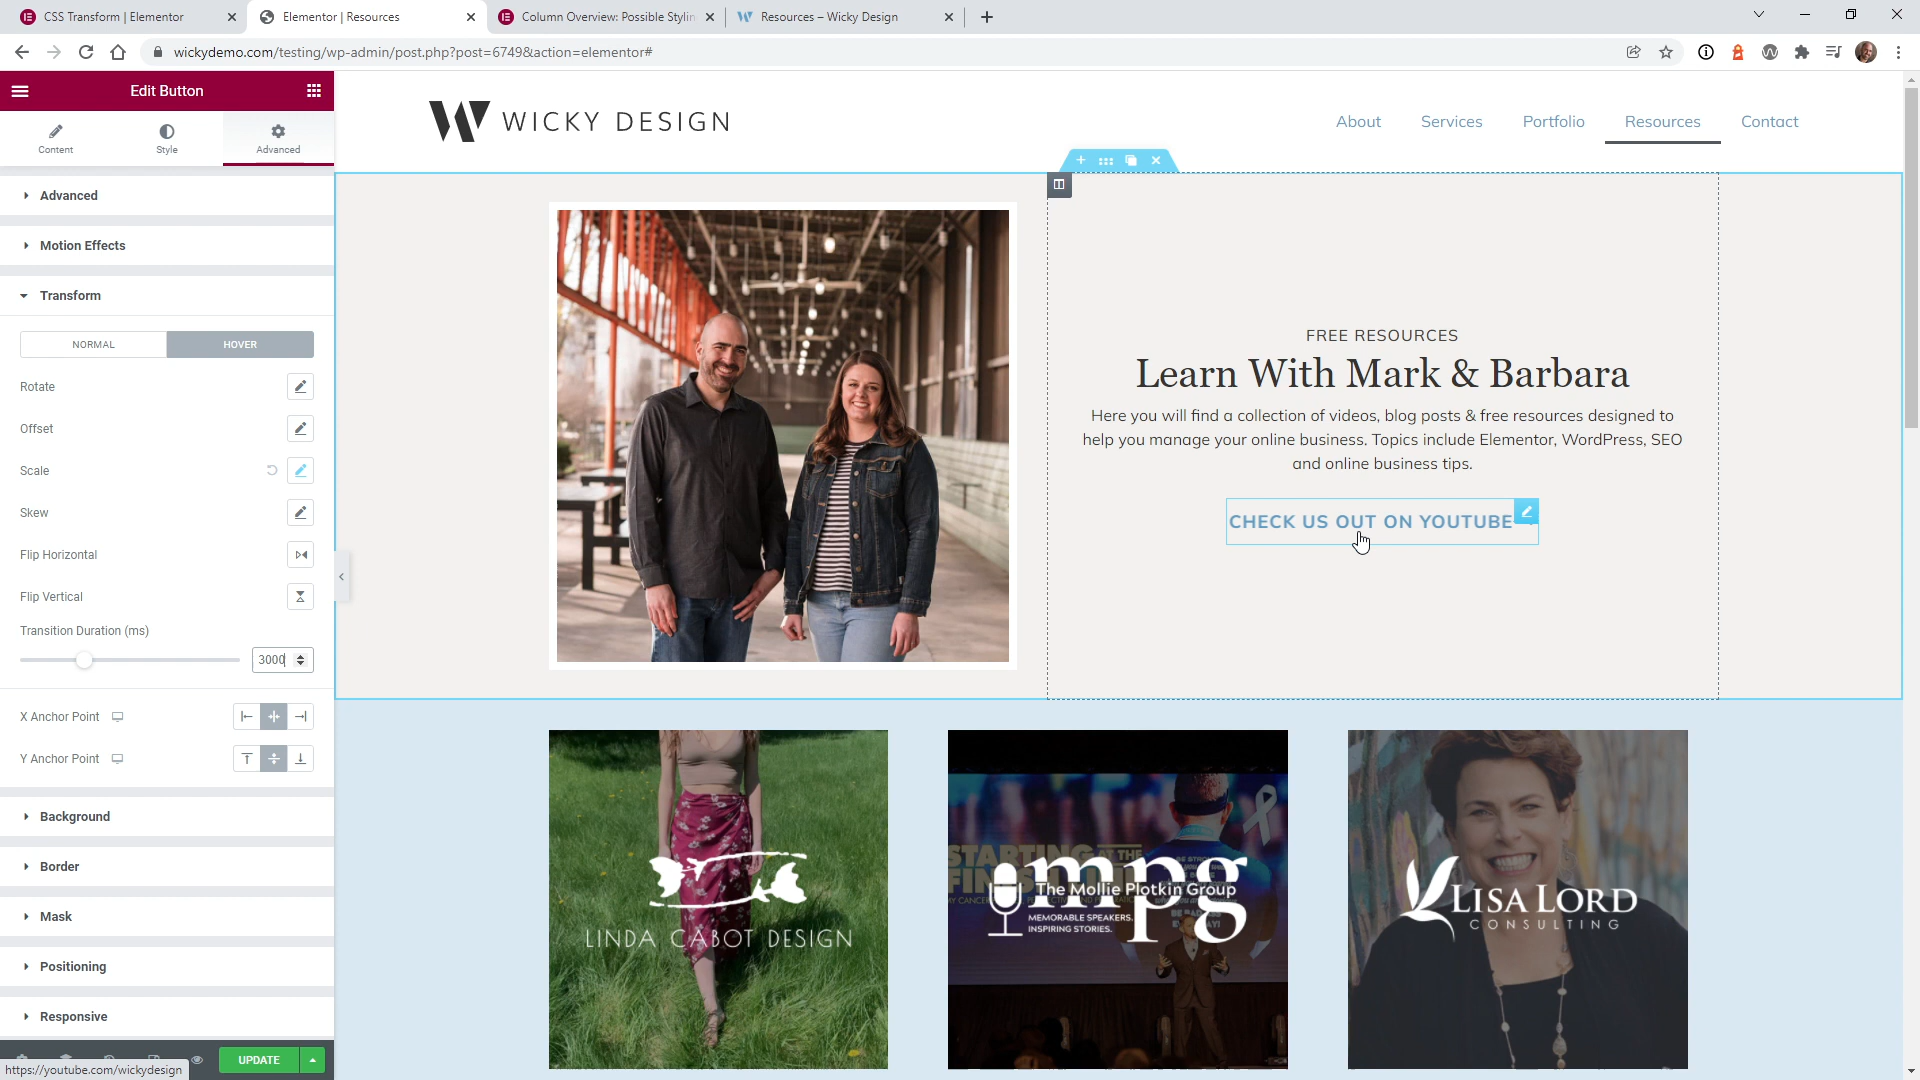 CSS Transform | Elementor
Elementor | Resources
Column Overview: Possible Stylin
Resources – Wicky Design
wickydemo.com/testing/wp-admin/post.php?post=6749&action=elementor#
Edit Button
Content
Style
Advanced
Advanced
Motion Effects
Transform
NORMAL
HOVER
Rotate
Offset
Scale
Skew
Flip Horizontal
Flip Vertical
Transition Duration (ms)
3000
X Anchor Point
Y Anchor Point
Background
Border
Mask
Positioning
Responsive
UPDATE
https://youtube.com/wickydesign
WICKY DESIGN
About
Services
Portfolio
Resources
Contact
FREE RESOURCES
Learn With Mark & Barbara
Here you will find a collection of videos, blog posts & free resources designed to
help you manage your online business. Topics include Elementor, WordPress, SEO
and online business tips.
CHECK US OUT ON YOUTUBE
LINDA CABOT DESIGN
STARTING AT THE
mpg
The Mollie Plotkin Group
MEMORABLE SPEAKERS.
INSPIRING STORIES.
LISA LORD
CONSULTING